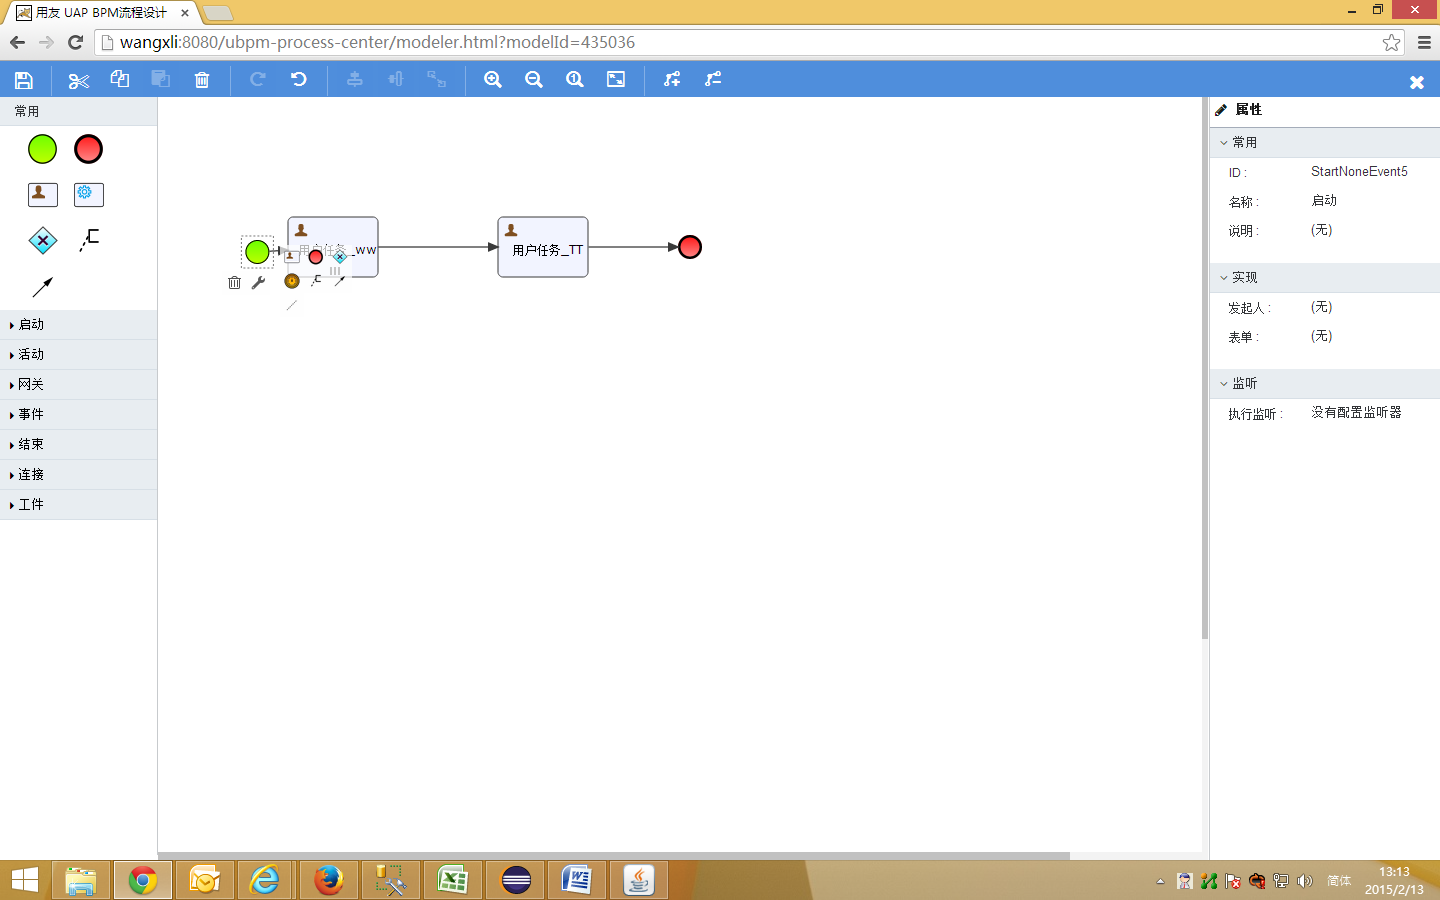 用友 UAP BPM流程设计
wangxli:8080/ubpm-process-center/modeler.html?modelId=435036
常用
启动
活动
网关
事件
结束
连接
工件
用户任务_ww
用户任务_TT
属性
常用
ID : StartNoneEvent5
名称 : 启动
说明 : (无)
实现
发起人 : (无)
表单 : (无)
监听
执行监听 : 没有配置监听器
简体
13:13
2015/2/13